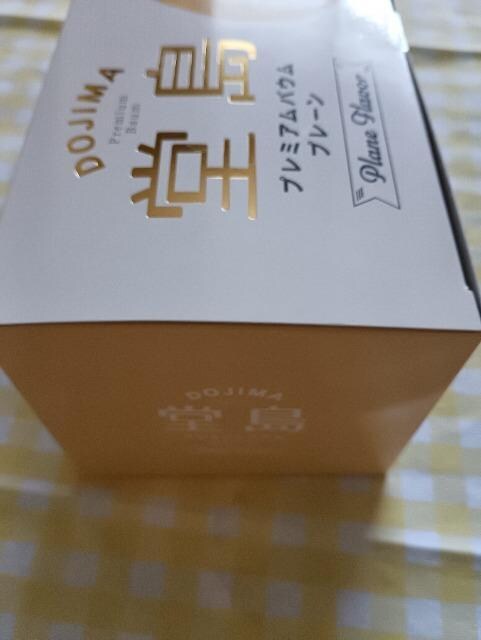 DOJIMA
Premium
Baum
堂島
プレミアムバウム
プレーン
Plane Flavor
DOJIMA
堂島